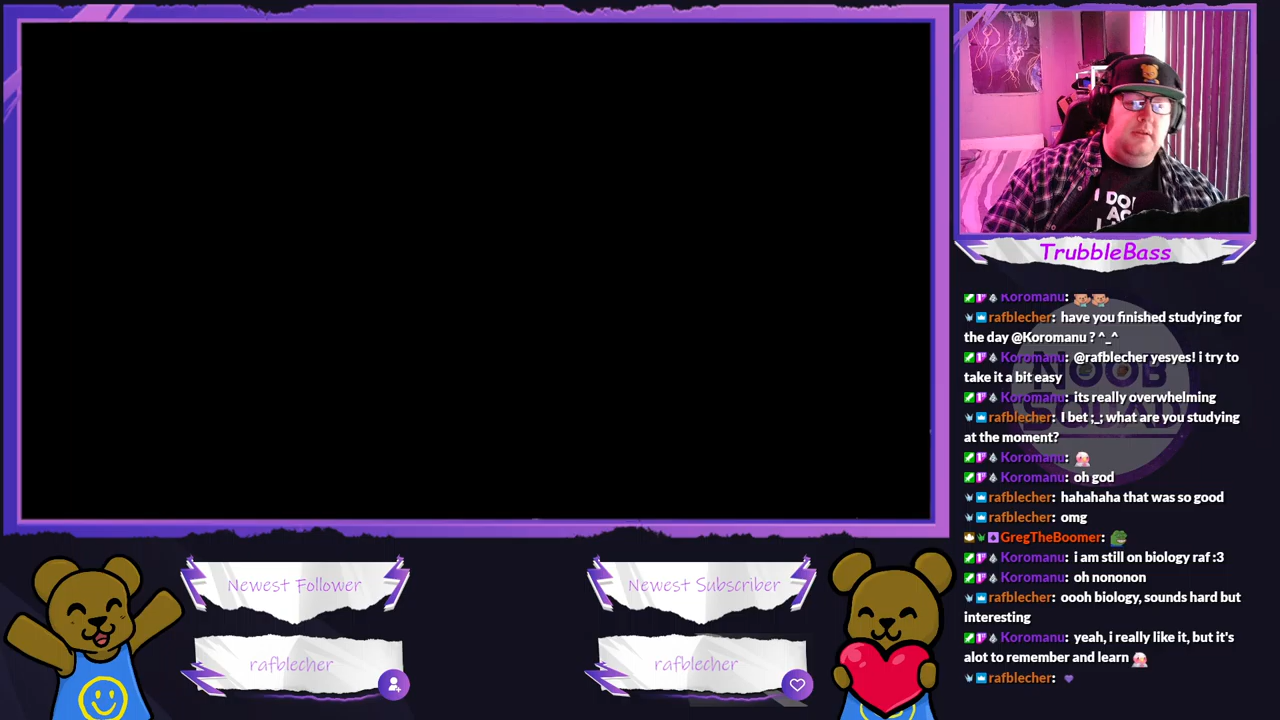 I DO
AC
TrubbleBass
Koromanu:
rafblecher: have you finished studying for
the day @Koromanu ? ^_^
Koromanu: @rafblecher yesyes! i try to
take it a bit easy
Koromanu: its really overwhelming
rafblecher: I bet ;_; what are you studying
at the moment?
Koromanu:
Koromanu: oh god
rafblecher: hahahaha that was so good
rafblecher: omg
GregTheBoomer:
Koromanu: i am still on biology raf :3
Koromanu: oh nononon
rafblecher: oooh biology, sounds hard but
interesting
Koromanu: yeah, i really like it, but it's
alot to remember and learn
rafblecher:
NOOB
SQUAD
Newest Follower
rafblecher
Newest Subscriber
rafblecher